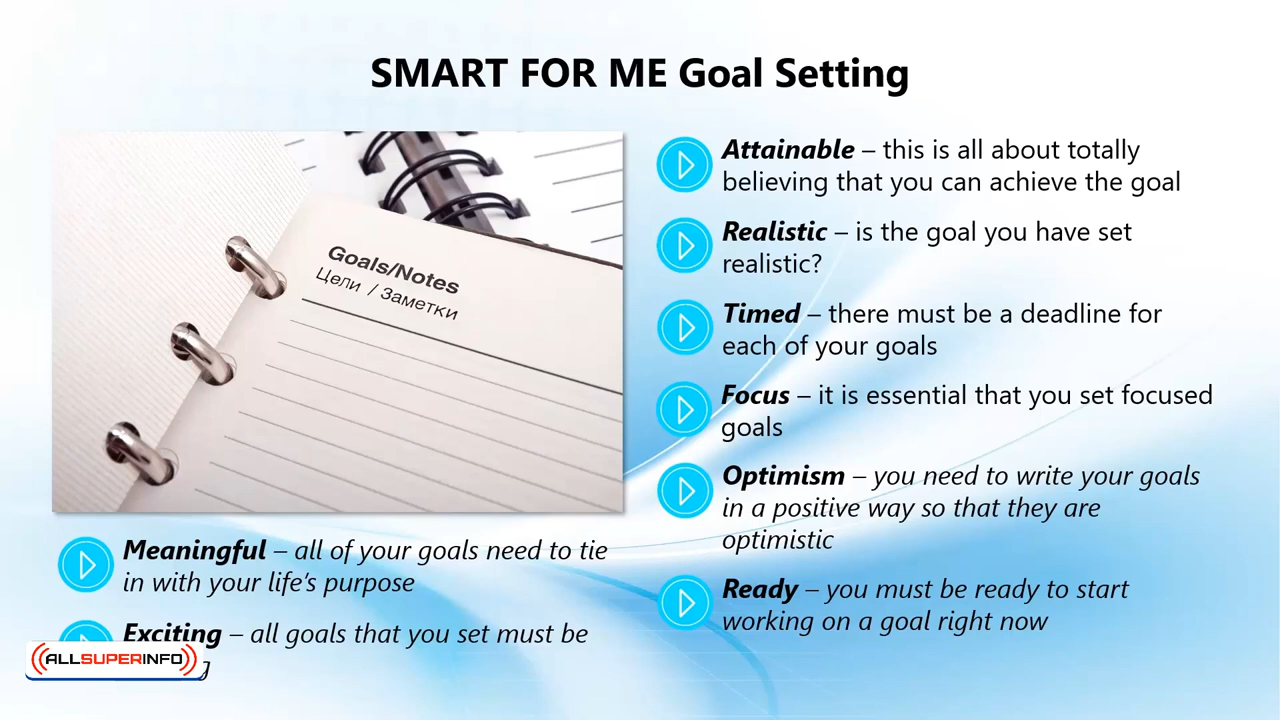 SMART FOR ME Goal Setting
Goals/Notes
Цели / Заметки
Attainable – this is all about totally
believing that you can achieve the goal
Realistic – is the goal you have set
realistic?
Timed – there must be a deadline for
each of your goals
Focus – it is essential that you set focused
goals
Optimism – you need to write your goals
in a positive way so that they are
optimistic
Ready – you must be ready to start
working on a goal right now
Meaningful – all of your goals need to tie
in with your life’s purpose
Exciting – all goals that you set must be
ALLSUPERINFO